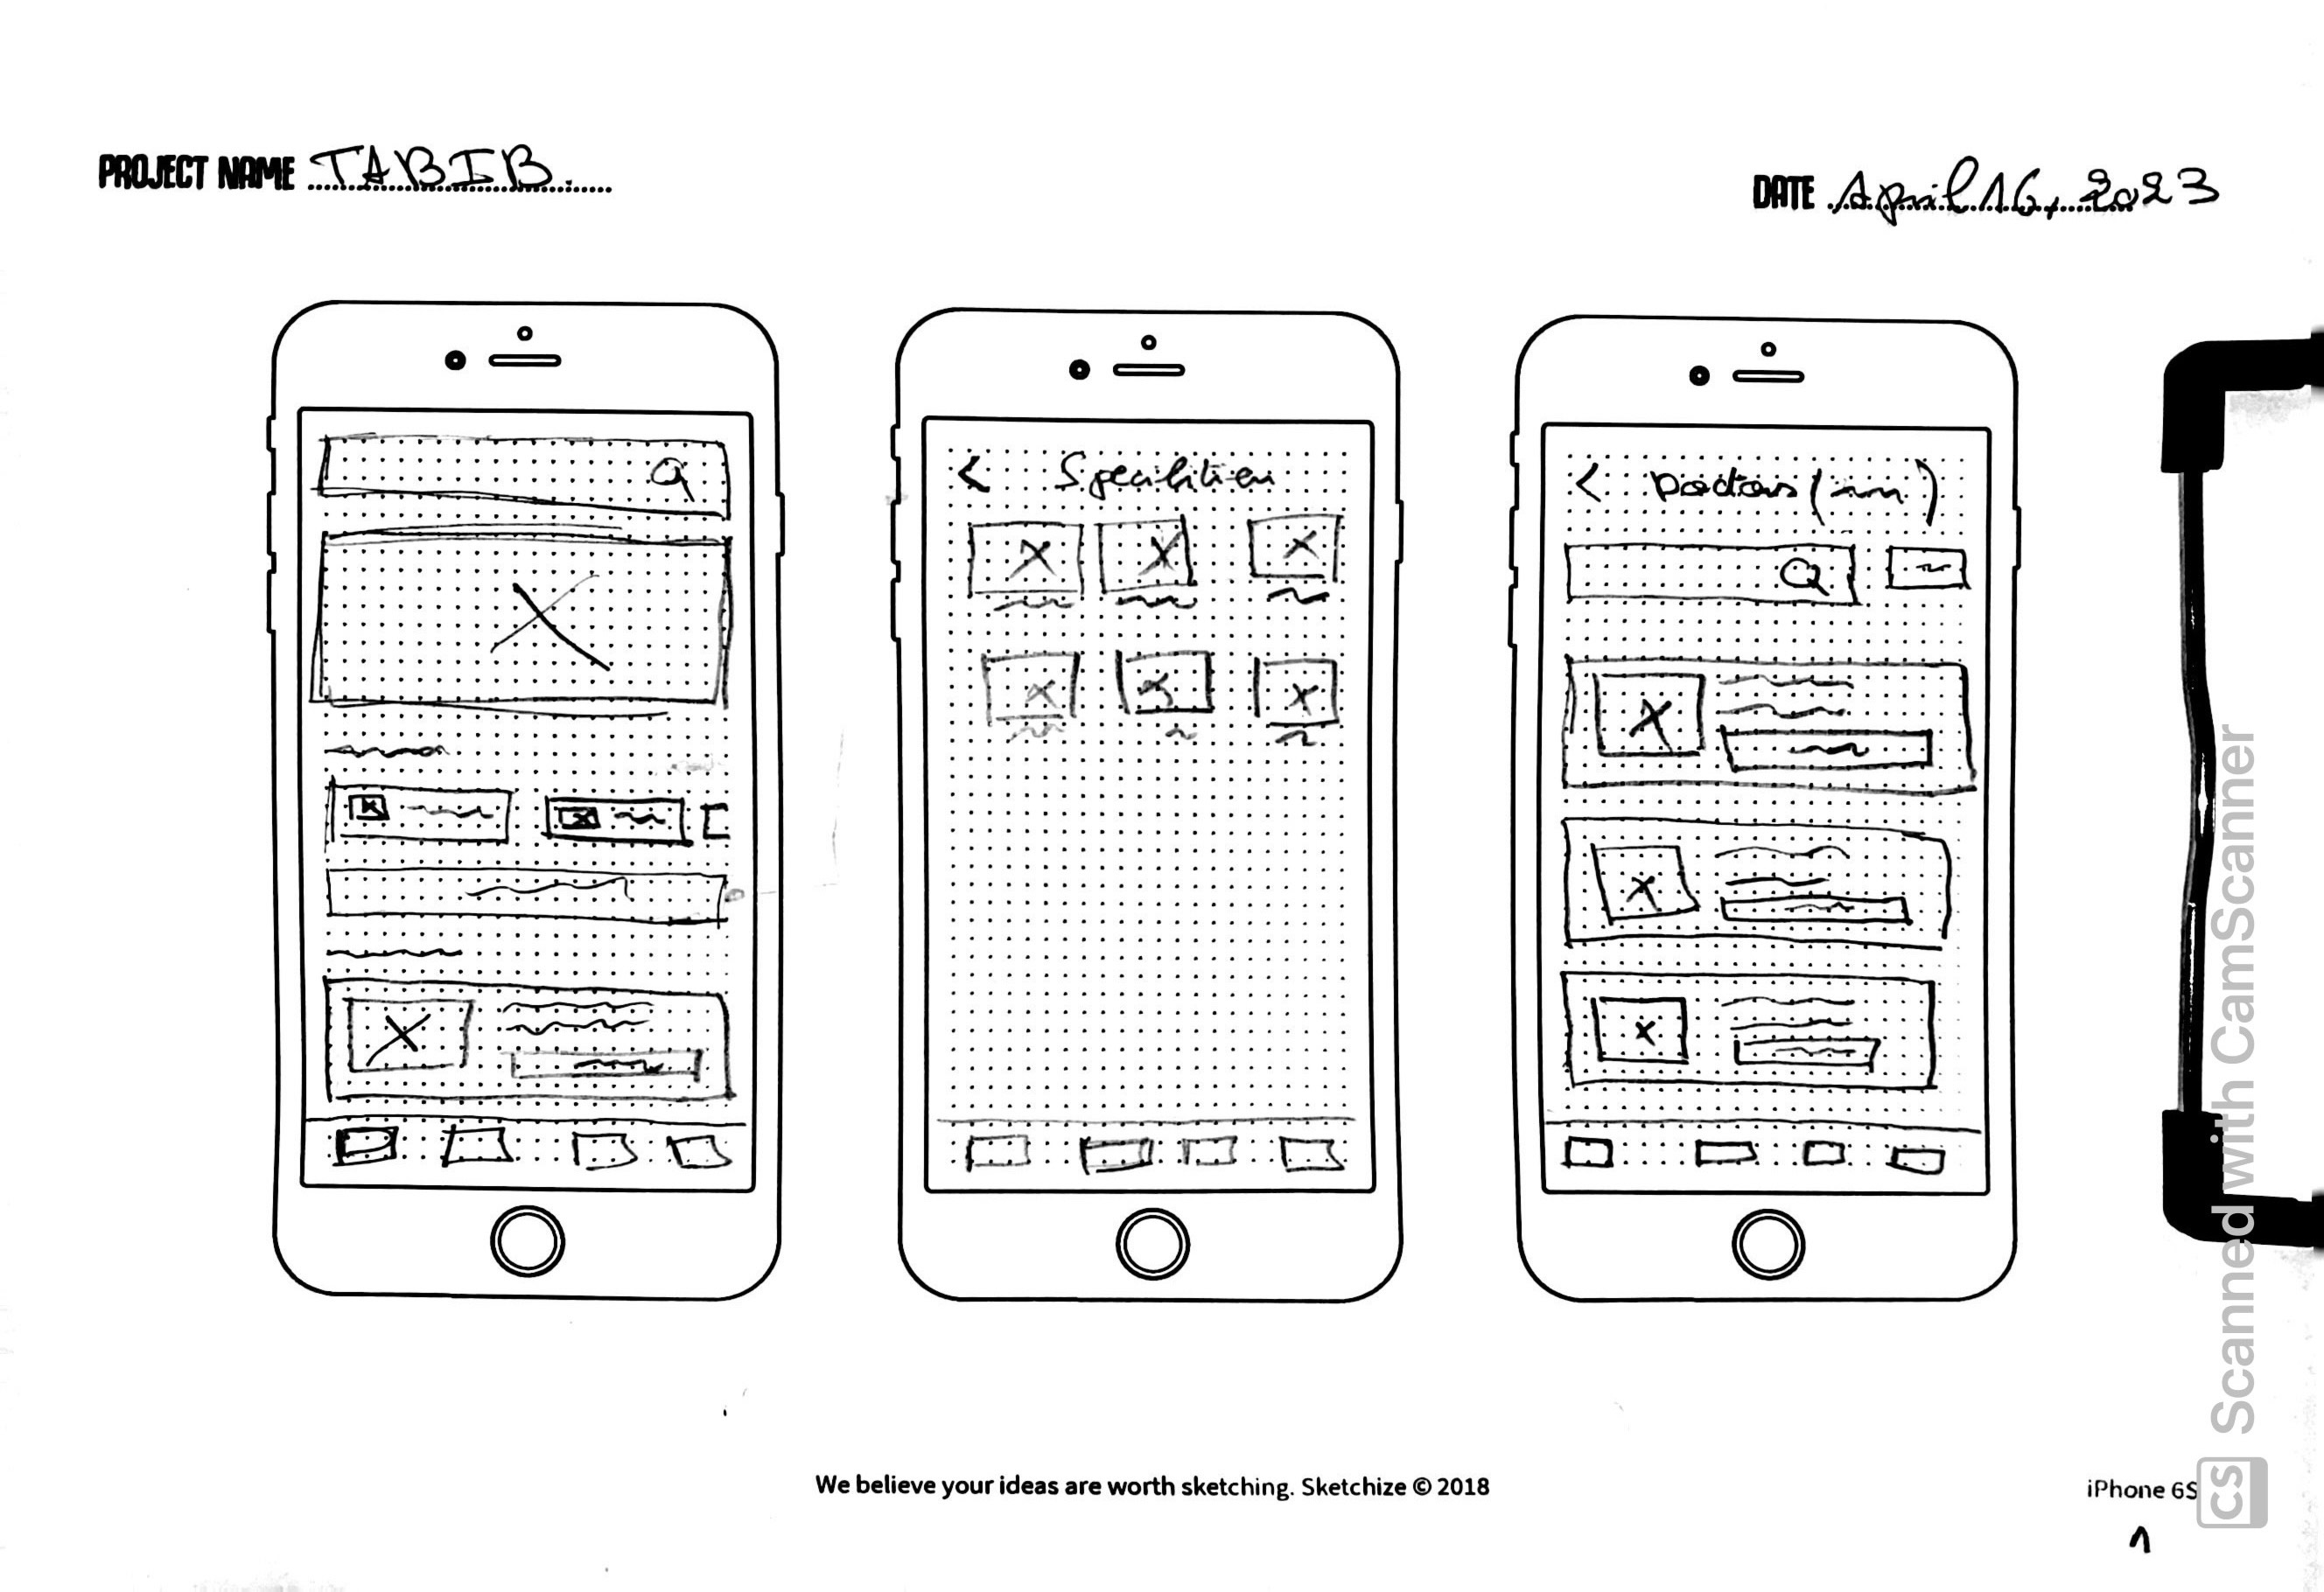 PROJECT NAME TABIB
DATE April 16, 2023
< Specialities
< Doctors ( )
We believe your ideas are worth sketching. Sketchize © 2018
iPhone 6S
1
CS Scanned with CamScanner